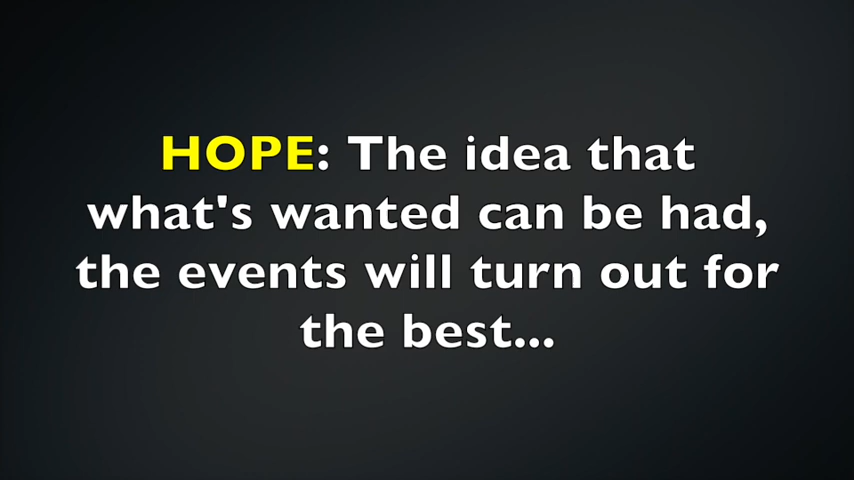 HOPE: The idea that
what's wanted can be had,
the events will turn out for
the best...